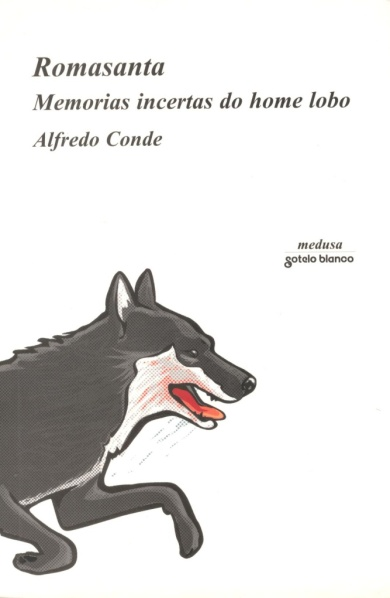 Romasanta
Memorias incertas do home lobo
Alfredo Conde
medusa
sotelo blanco